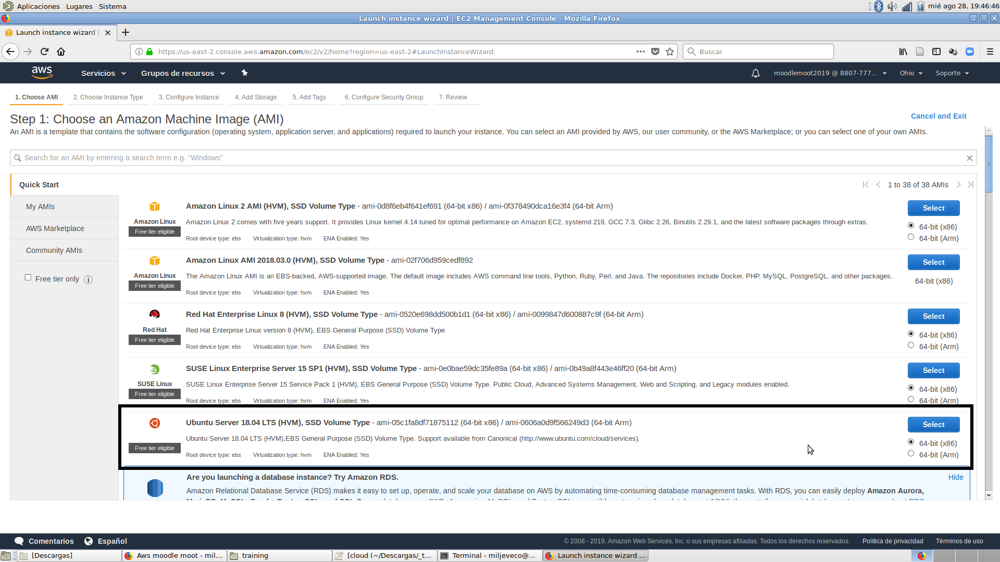 Aplicaciones Lugares Sistema mié ago 28, 19:46:46
Launch instance wizard | EC2 Management Console - Mozilla Firefox
Launch instance wizard |
https://us-east-2.console.aws.amazon.com/ec2/v2/home?region=us-east-2#LaunchInstanceWizard: Buscar
aws Servicios Grupos de recursos moodlemoot2019 @ 8807-777... Ohio Soporte
1. Choose AMI 2. Choose Instance Type 3. Configure Instance 4. Add Storage 5. Add Tags 6. Configure Security Group 7. Review
Step 1: Choose an Amazon Machine Image (AMI) Cancel and Exit
An AMI is a template that contains the software configuration (operating system, application server, and applications) required to launch your instance. You can select an AMI provided by AWS, our user community, or the AWS Marketplace; or you can select one of your own AMIs.
Search for an AMI by entering a search term e.g. "Windows"
Quick Start 1 to 38 of 38 AMIs
My AMIs
AWS Marketplace
Community AMIs
Free tier only
Amazon Linux 2 AMI (HVM), SSD Volume Type - ami-0d8f6eb4f641ef691 (64-bit x86) / ami-0f378490dca16e3f4 (64-bit Arm) Select
Amazon Linux Amazon Linux 2 comes with five years support. It provides Linux kernel 4.14 tuned for optimal performance on Amazon EC2, systemd 219, GCC 7.3, Glibc 2.26, Binutils 2.29.1, and the latest software packages through extras. 64-bit (x86)
Free tier eligible Root device type: ebs Virtualization type: hvm ENA Enabled: Yes 64-bit (Arm)
Amazon Linux AMI 2018.03.0 (HVM), SSD Volume Type - ami-02f706d959cedf892 Select
Amazon Linux The Amazon Linux AMI is an EBS-backed, AWS-supported image. The default image includes AWS command line tools, Python, Ruby, Perl, and Java. The repositories include Docker, PHP, MySQL, PostgreSQL, and other packages. 64-bit (x86)
Free tier eligible Root device type: ebs Virtualization type: hvm ENA Enabled: Yes
Red Hat Enterprise Linux 8 (HVM), SSD Volume Type - ami-0520e698dd500b1d1 (64-bit x86) / ami-0099847d600887c9f (64-bit Arm) Select
Red Hat Red Hat Enterprise Linux version 8 (HVM), EBS General Purpose (SSD) Volume Type 64-bit (x86)
Free tier eligible Root device type: ebs Virtualization type: hvm ENA Enabled: Yes 64-bit (Arm)
SUSE Linux Enterprise Server 15 SP1 (HVM), SSD Volume Type - ami-0e0bae59dc35fe89a (64-bit x86) / ami-0b49a8f443e46ff20 (64-bit Arm) Select
SUSE Linux SUSE Linux Enterprise Server 15 Service Pack 1 (HVM), EBS General Purpose (SSD) Volume Type. Public Cloud, Advanced Systems Management, Web and Scripting, and Legacy modules enabled. 64-bit (x86)
Free tier eligible Root device type: ebs Virtualization type: hvm ENA Enabled: Yes 64-bit (Arm)
Ubuntu Server 18.04 LTS (HVM), SSD Volume Type - ami-05c1fa8df71875112 (64-bit x86) / ami-0606a0d9f566249d3 (64-bit Arm) Select
Ubuntu Server 18.04 LTS (HVM),EBS General Purpose (SSD) Volume Type. Support available from Canonical (http://www.ubuntu.com/cloud/services). 64-bit (x86)
Free tier eligible Root device type: ebs Virtualization type: hvm ENA Enabled: Yes 64-bit (Arm)
Are you launching a database instance? Try Amazon RDS. Hide
Amazon Relational Database Service (RDS) makes it easy to set up, operate, and scale your database on AWS by automating time-consuming database management tasks. With RDS, you can easily deploy Amazon Aurora,
Comentarios Español © 2008 - 2019, Amazon Web Services, Inc. o sus empresas afiliadas. Todos los derechos reservados. Política de privacidad Términos de uso
[Descargas] Aws moodle moot - mil... training [cloud (~/Descargas/_t... Terminal - miljeveco@... Launch instance wizard ...